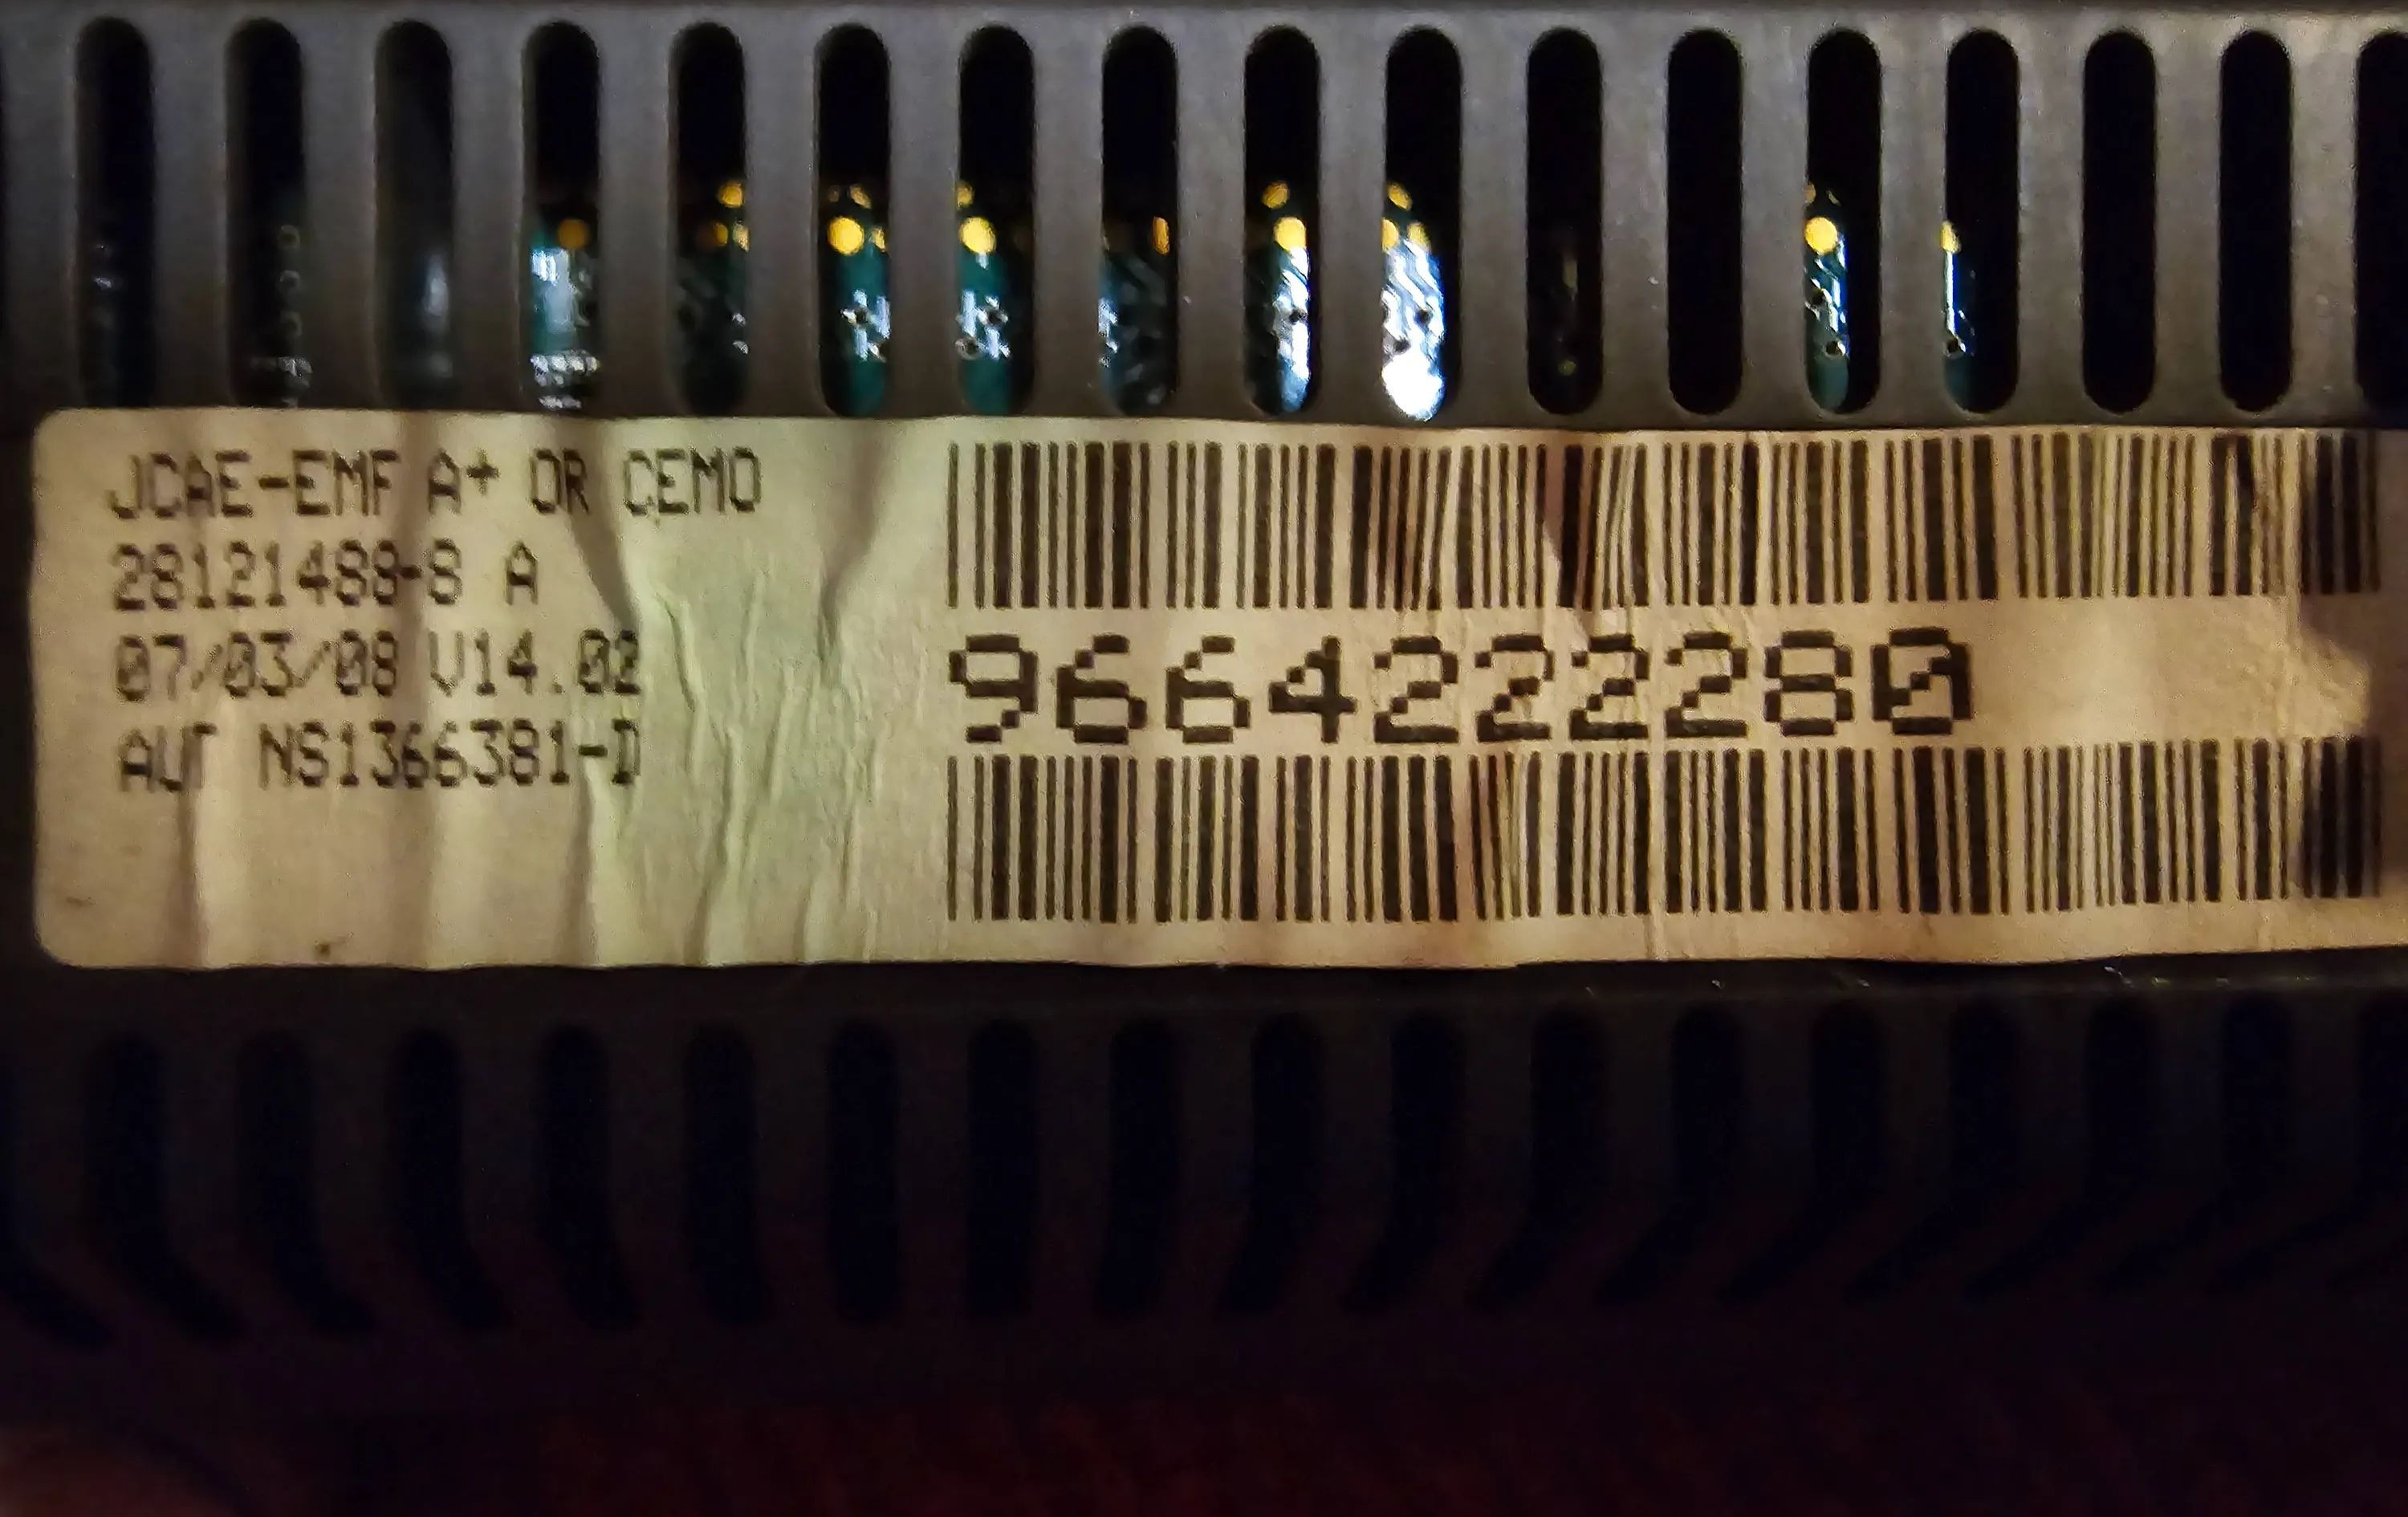 JCAE-EMF A+ OR CEMO
28121488-8 A
07/03/08 V14.02
AUT NS1366381-D
9664222280